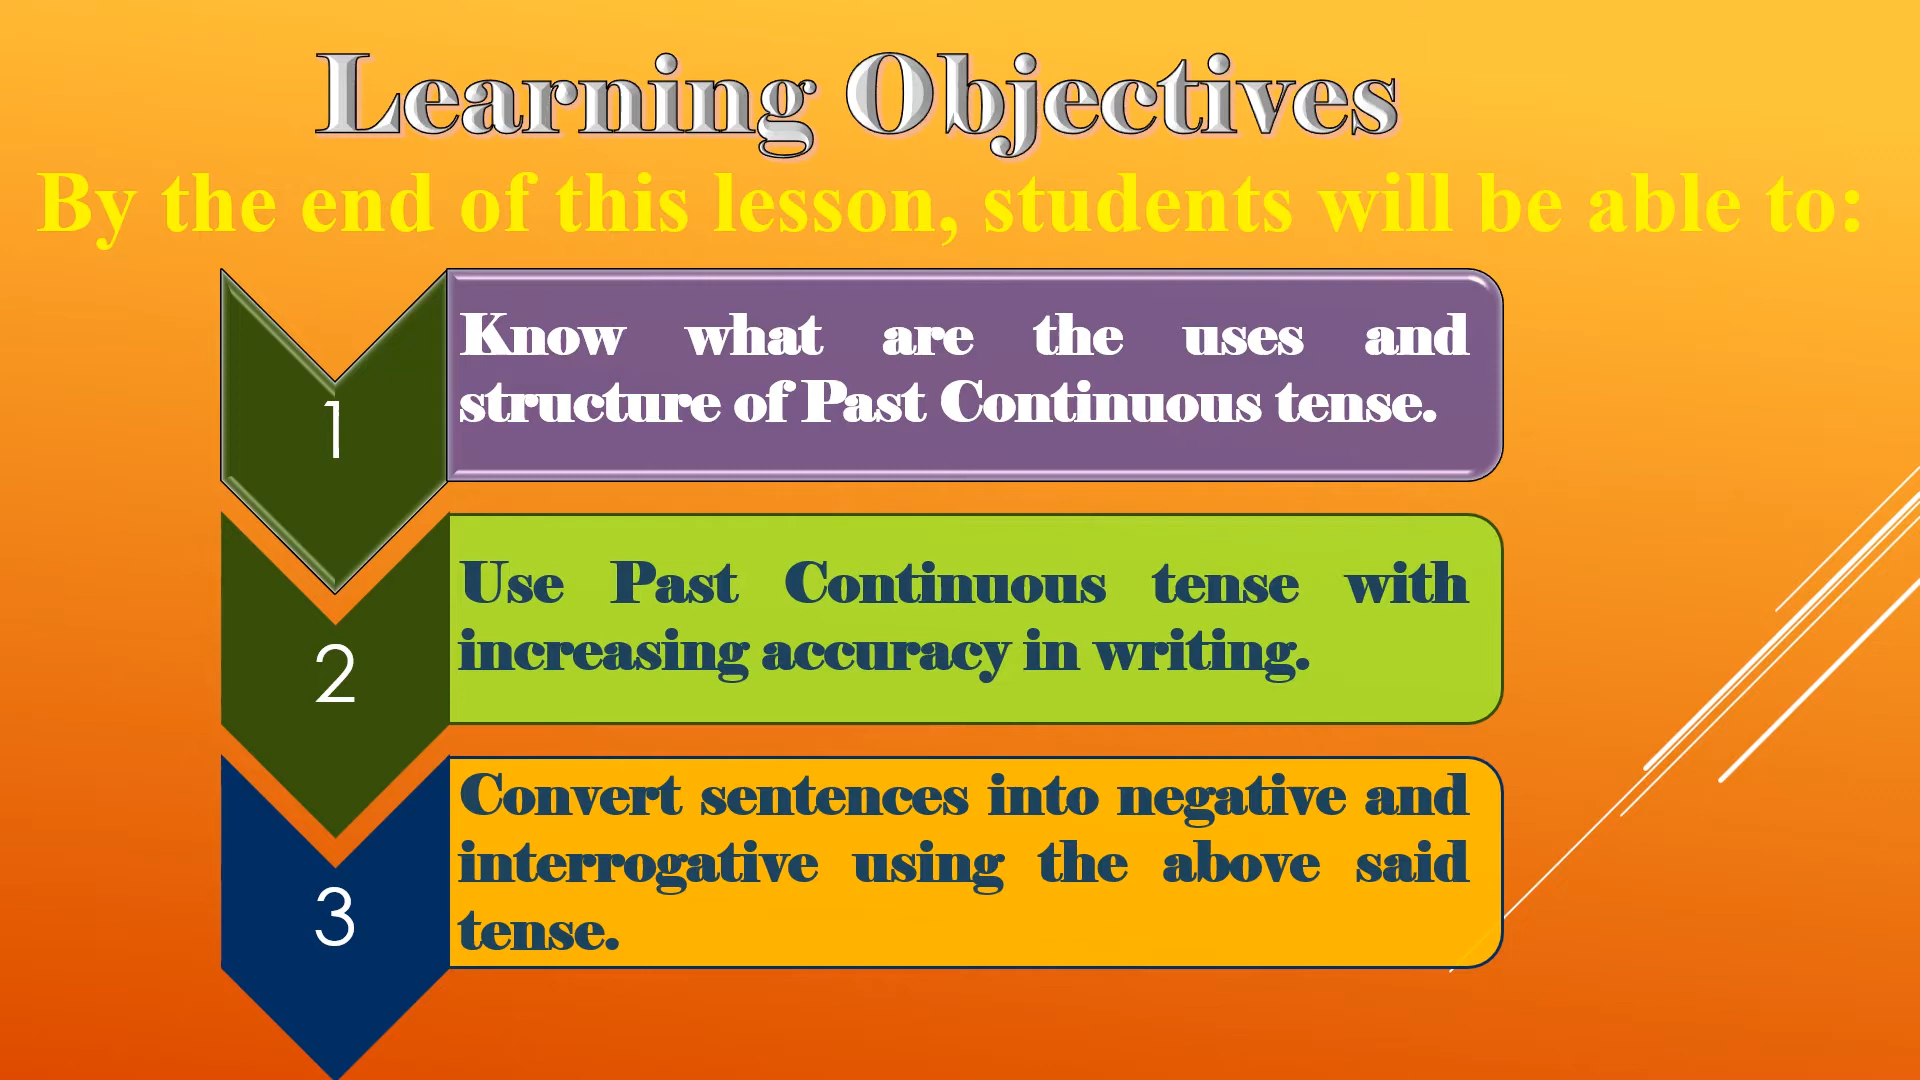 Learning Objectives
By the end of this lesson, students will be able to:
1
Know what are the uses and
structure of Past Continuous tense.
2
Use Past Continuous tense with
increasing accuracy in writing.
3
Convert sentences into negative and
interrogative using the above said
tense.